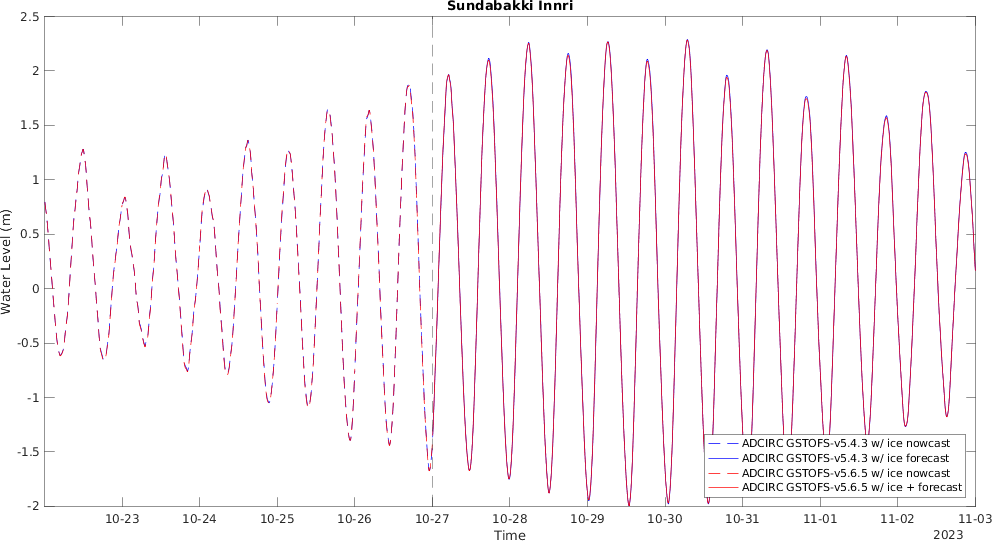 Sundabakki Innri
2.5
2
1.5
1
0.5
0
-0.5
-1
-1.5
-2
Water Level (m)
ADCIRC GSTOFS-v5.4.3 w/ ice nowcast
ADCIRC GSTOFS-v5.4.3 w/ ice forecast
ADCIRC GSTOFS-v5.6.5 w/ ice nowcast
ADCIRC GSTOFS-v5.6.5 w/ ice + forecast
10-23 10-24 10-25 10-26 10-27 10-28 10-29 10-30 10-31 11-01 11-02 11-03
Time
2023